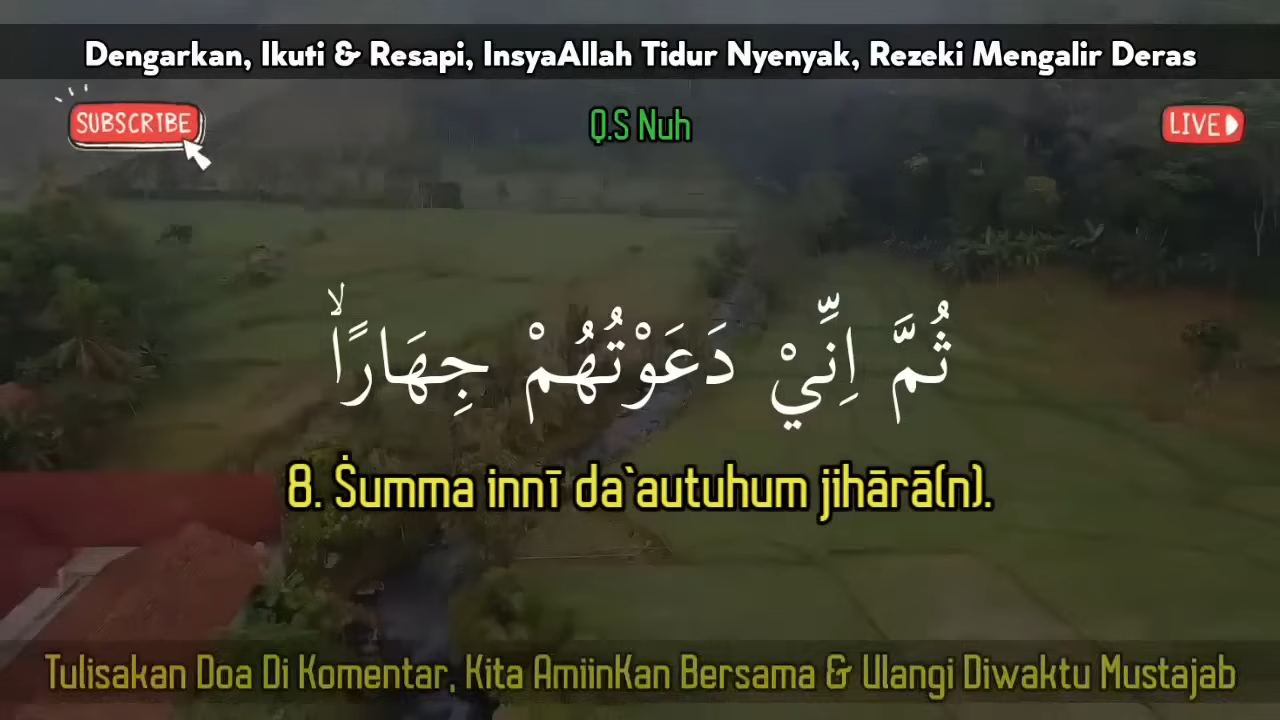 Dengarkan, Ikuti & Resapi, InsyaAllah Tidur Nyenyak, Rezeki Mengalir Deras
SUBSCRIBE
Q.S Nuh
LIVE
ثُمَّ اِنِّيْ دَعَوْتُهُمْ جِهَارًاۙ
8. Ṡumma innī da`autuhum jihārā(n).
Tulisakan Doa Di Komentar, Kita AmiinKan Bersama & Ulangi Diwaktu Mustajab